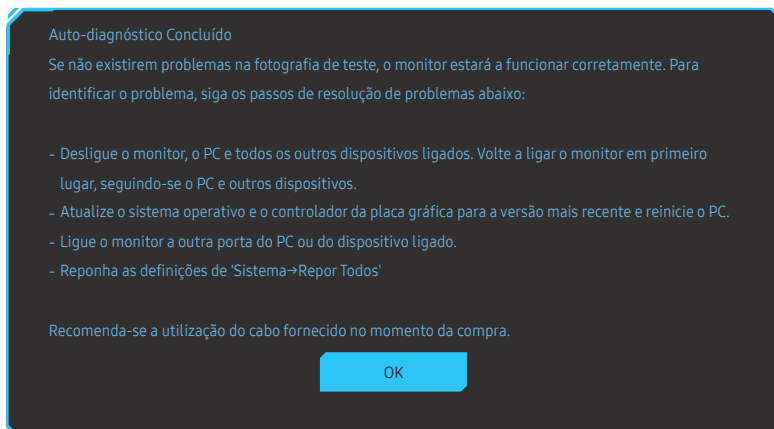 Auto-diagnóstico Concluído
Se não existirem problemas na fotografia de teste, o monitor estará a funcionar corretamente. Para
identificar o problema, siga os passos de resolução de problemas abaixo:
- Desligue o monitor, o PC e todos os outros dispositivos ligados. Volte a ligar o monitor em primeiro
lugar, seguindo-se o PC e outros dispositivos.
- Atualize o sistema operativo e o controlador da placa gráfica para a versão mais recente e reinicie o PC.
- Ligue o monitor a outra porta do PC ou do dispositivo ligado.
- Reponha as definições de 'Sistema→Repor Todos'
Recomenda-se a utilização do cabo fornecido no momento da compra.
OK